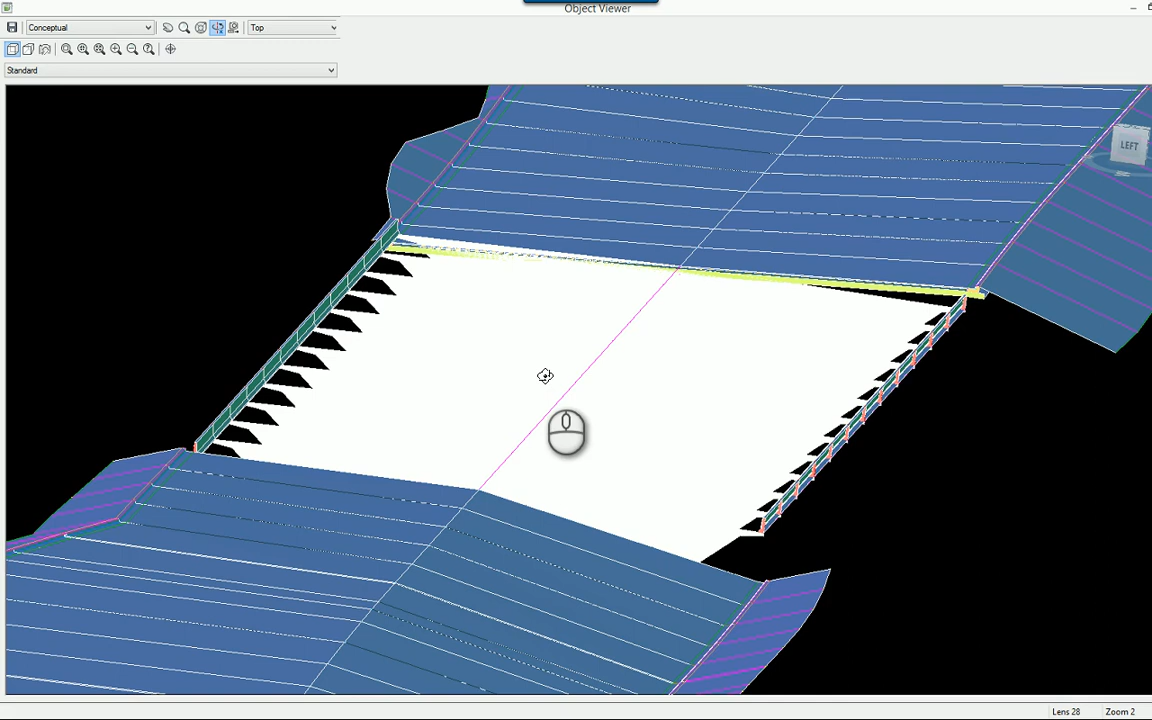 Object Viewer
Conceptual
Top
Standard
LEFT
Lens 28
Zoom 2